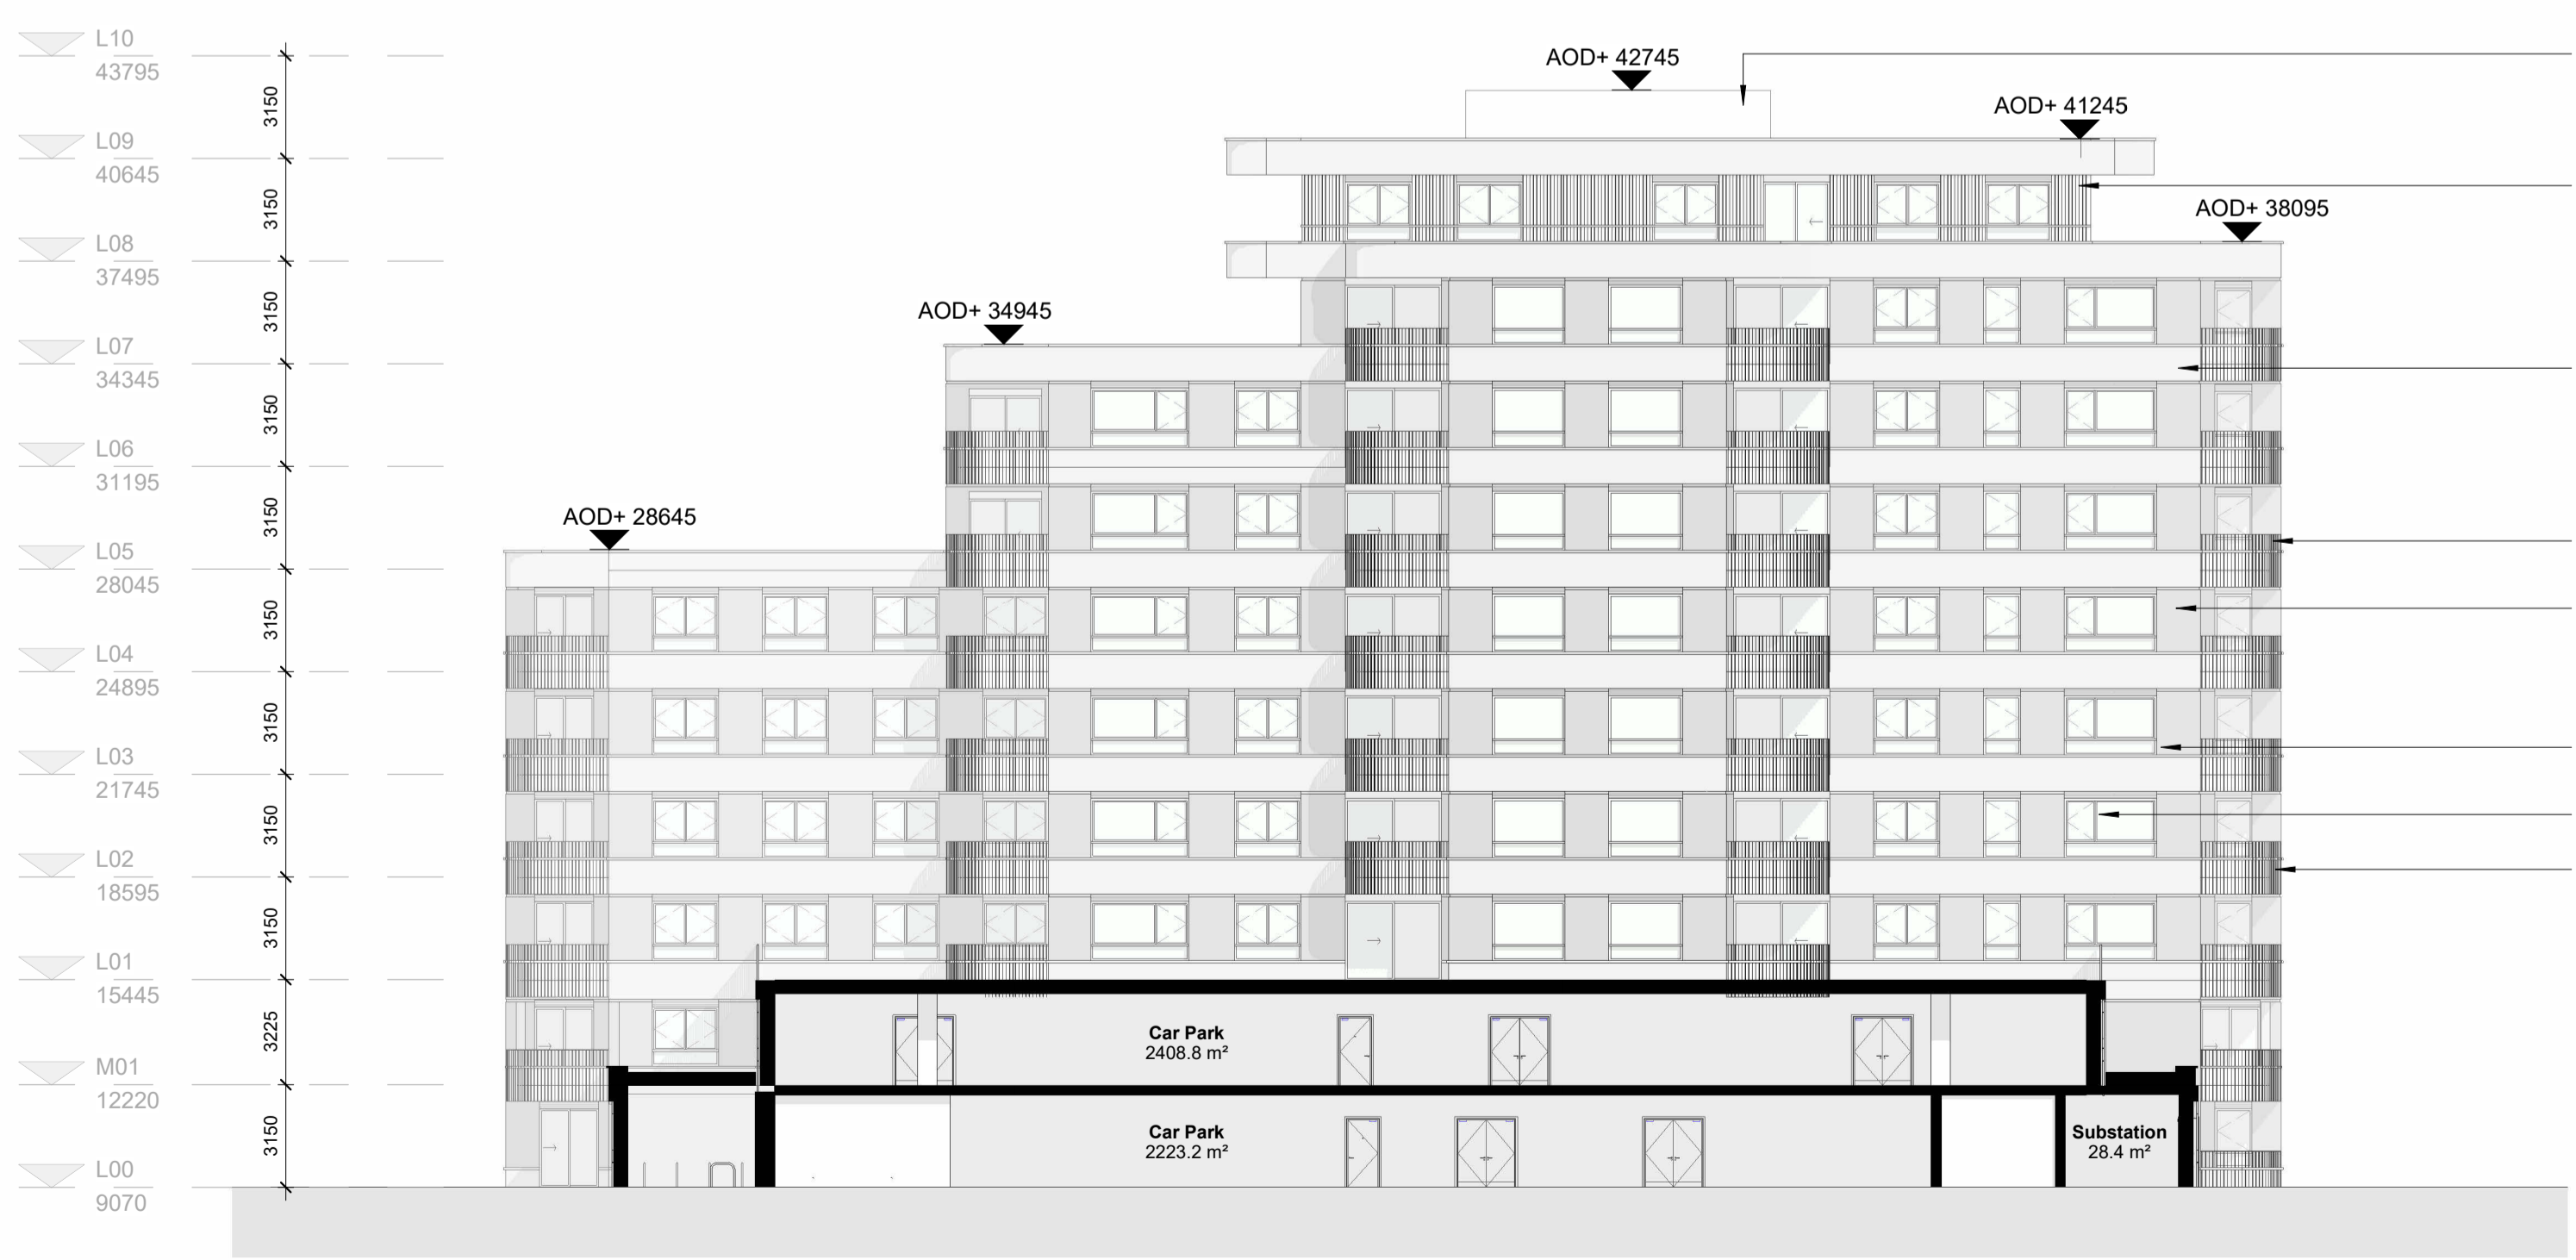 L10
43795
3150
L09
40645
3150
L08
37495
3150
L07
34345
3150
L06
31195
3150
L05
28045
3150
L04
24895
3150
L03
21745
3150
L02
18595
3150
L01
15445
3225
M01
12220
3150
L00
9070
AOD+ 42745
AOD+ 41245
AOD+ 38095
AOD+ 34945
AOD+ 28645
Car Park
2408.8 m²
Car Park
2223.2 m²
Substation
28.4 m²